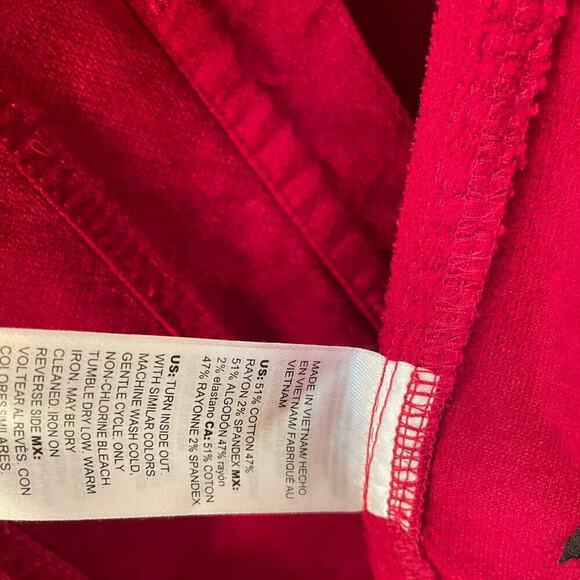 MADE IN VIETNAM/ HECHO
EN VIETNAM/ FABRIQUÉ AU
VIETNAM
US: 51% COTTON 47%
RAYON 2% SPANDEX MX:
51% ALGODÓN 47% rayón
2% elastano CA: 51% COTON
47% RAYONNE 2% SPANDEX
US: TURN INSIDE OUT.
WITH SIMILAR COLORS.
MACHINE WASH COLD,
GENTLE CYCLE. ONLY
NON-CHLORINE BLEACH.
TUMBLE DRY LOW. WARM
IRON. MAY BE DRY
CLEANED IRON ON
REVERSE SIDE MX:
VOLTEAR AL REVÉS. CON
COLORES SIMILARES.